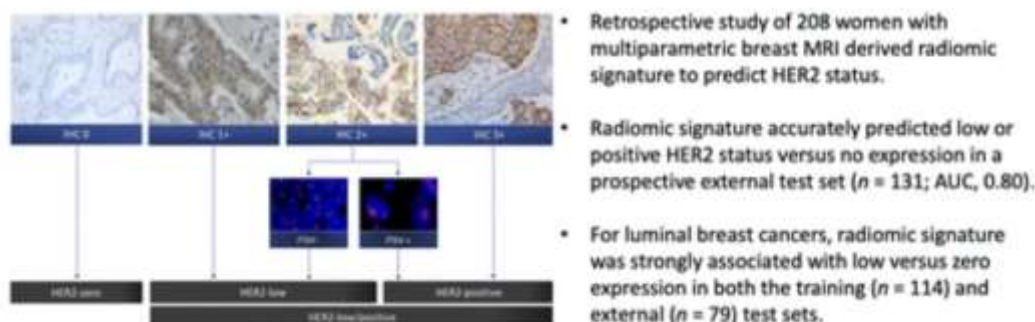 • Retrospective study of 208 women with
multiparametric breast MRI derived radiomic
signature to predict HER2 status.
• Radiomic signature accurately predicted low or
positive HER2 status versus no expression in a
prospective external test set (n = 131; AUC, 0.80).
• For luminal breast cancers, radiomic signature
was strongly associated with low versus zero
expression in both the training (n = 114) and
external (n = 79) test sets.
IHC 0
IHC 1+
IHC 2+
IHC 3+
FISH -
FISH +
HER2-zero
HER2-low
HER2-positive
HER2-low/positive